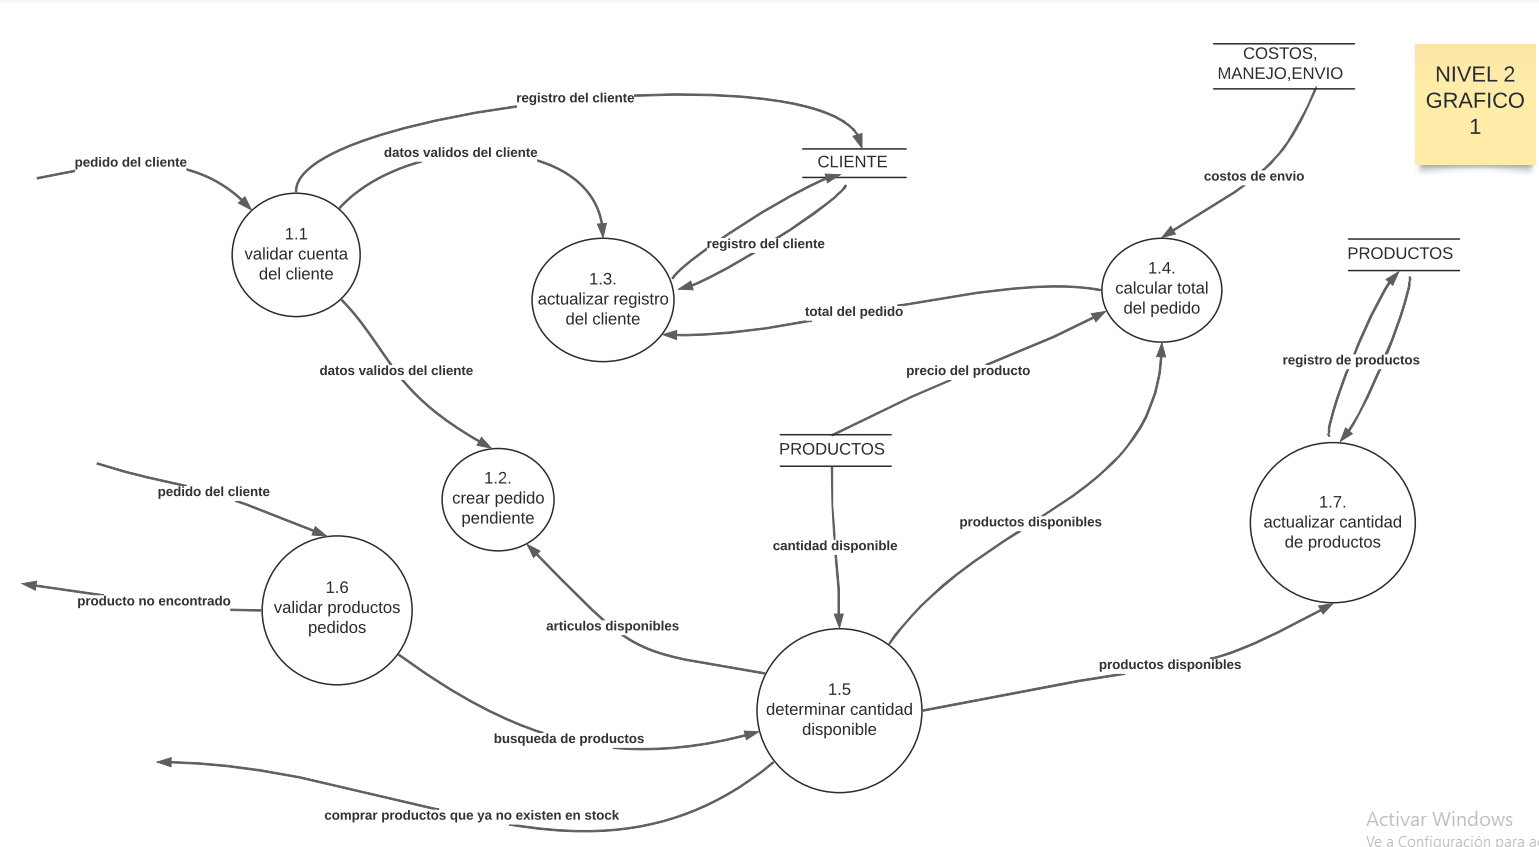 COSTOS,
MANEJO,ENVIO
NIVEL 2
GRAFICO
1
registro del cliente
pedido del cliente
datos validos del cliente
CLIENTE
costos de envio
1.1
validar cuenta
del cliente
registro del cliente
PRODUCTOS
1.3.
actualizar registro
del cliente
1.4.
calcular total
del pedido
total del pedido
datos validos del cliente
precio del producto
registro de productos
PRODUCTOS
1.2.
crear pedido
pendiente
pedido del cliente
productos disponibles
1.7.
actualizar cantidad
de productos
cantidad disponible
1.6
validar productos
pedidos
producto no encontrado
articulos disponibles
productos disponibles
1.5
determinar cantidad
disponible
busqueda de productos
comprar productos que ya no existen en stock
Activar Windows
Ve a Configuración para